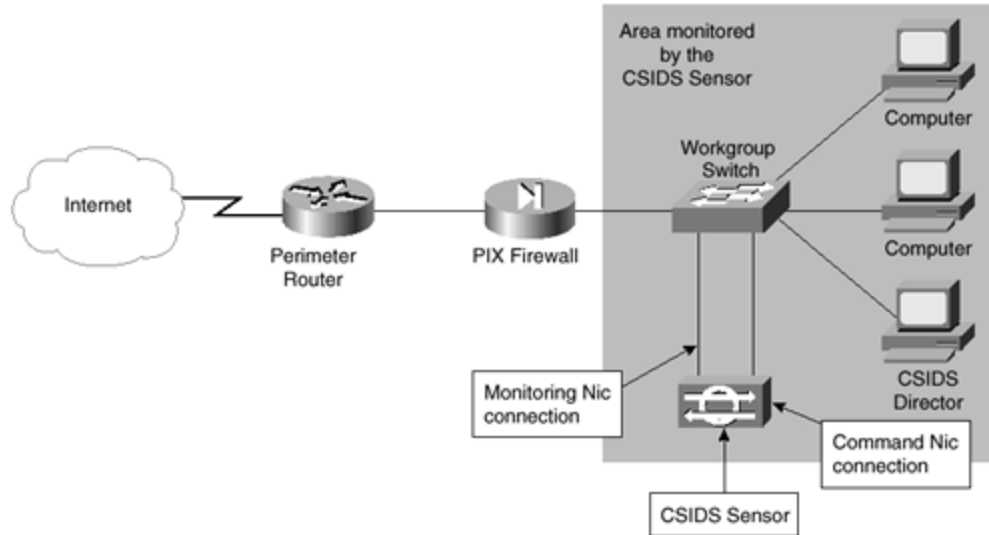 Area monitored
by the
CSIDS Sensor
Computer
Workgroup
Switch
Internet
Computer
Perimeter
Router
PIX Firewall
Monitoring Nic
connection
CSIDS
Director
Command Nic
connection
CSIDS Sensor